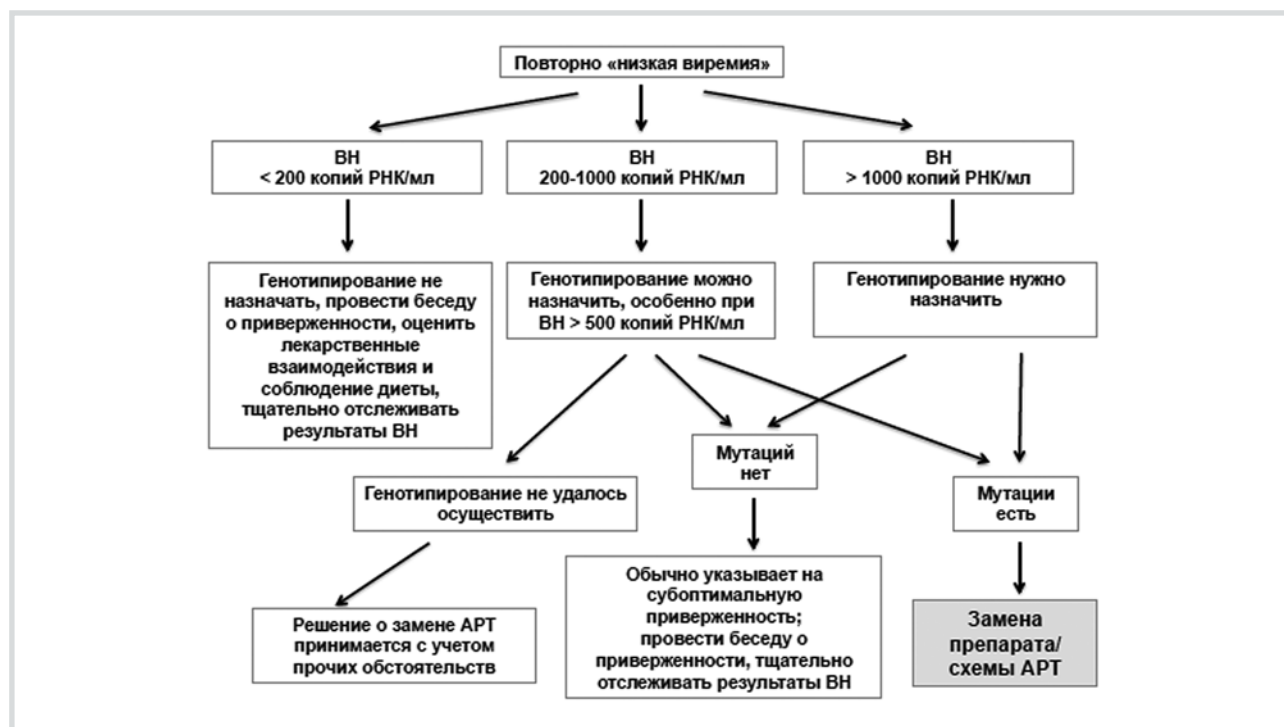 Повторно «низкая виремия»
ВН
< 200 копий РНК/мл
ВН
200-1000 копий РНК/мл
ВН
> 1000 копий РНК/мл
Генотипирование не
назначать, провести беседу
о приверженности, оценить
лекарственные
взаимодействия и
соблюдение диеты,
тщательно отслеживать
результаты ВН
Генотипирование можно
назначить, особенно при
ВН > 500 копий РНК/мл
Генотипирование нужно
назначить
Генотипирование не удалось
осуществить
Мутаций
нет
Мутации
есть
Решение о замене АРТ
принимается с учетом
прочих обстоятельств
Обычно указывает на
субоптимальную
приверженность;
провести беседу о
приверженности, тщательно
отслеживать результаты ВН
Замена
препарата/
схемы АРТ